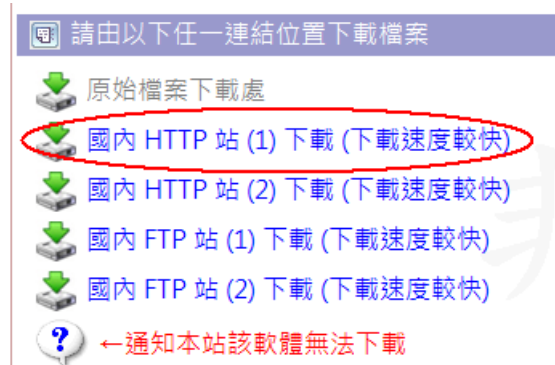 請由以下任一連結位置下載檔案
原始檔案下載處
國內 HTTP 站 (1) 下載 (下載速度較快)
國內 HTTP 站 (2) 下載 (下載速度較快)
國內 FTP 站 (1) 下載 (下載速度較快)
國內 FTP 站 (2) 下載 (下載速度較快)
? ←通知本站該軟體無法下載